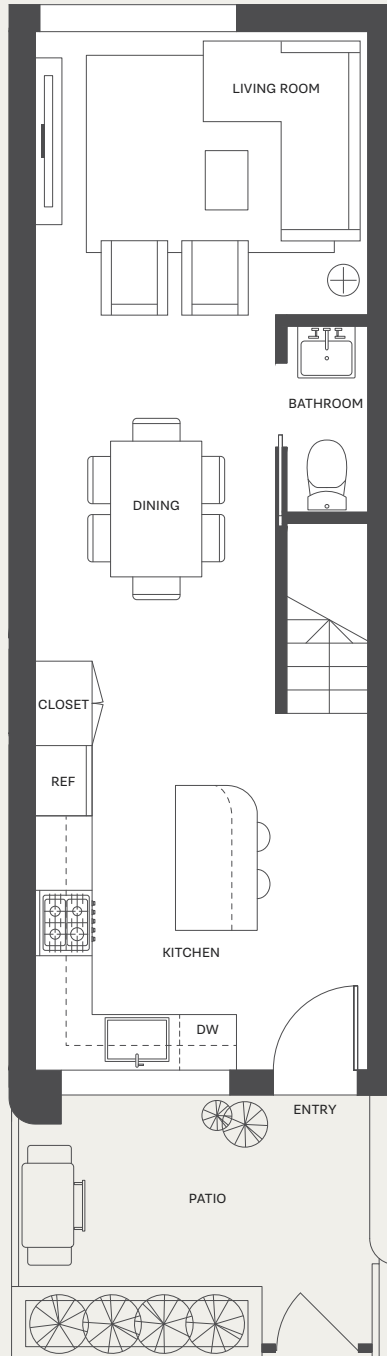 LIVING ROOM
BATHROOM
DINING
CLOSET
REF
KITCHEN
DW
ENTRY
PATIO